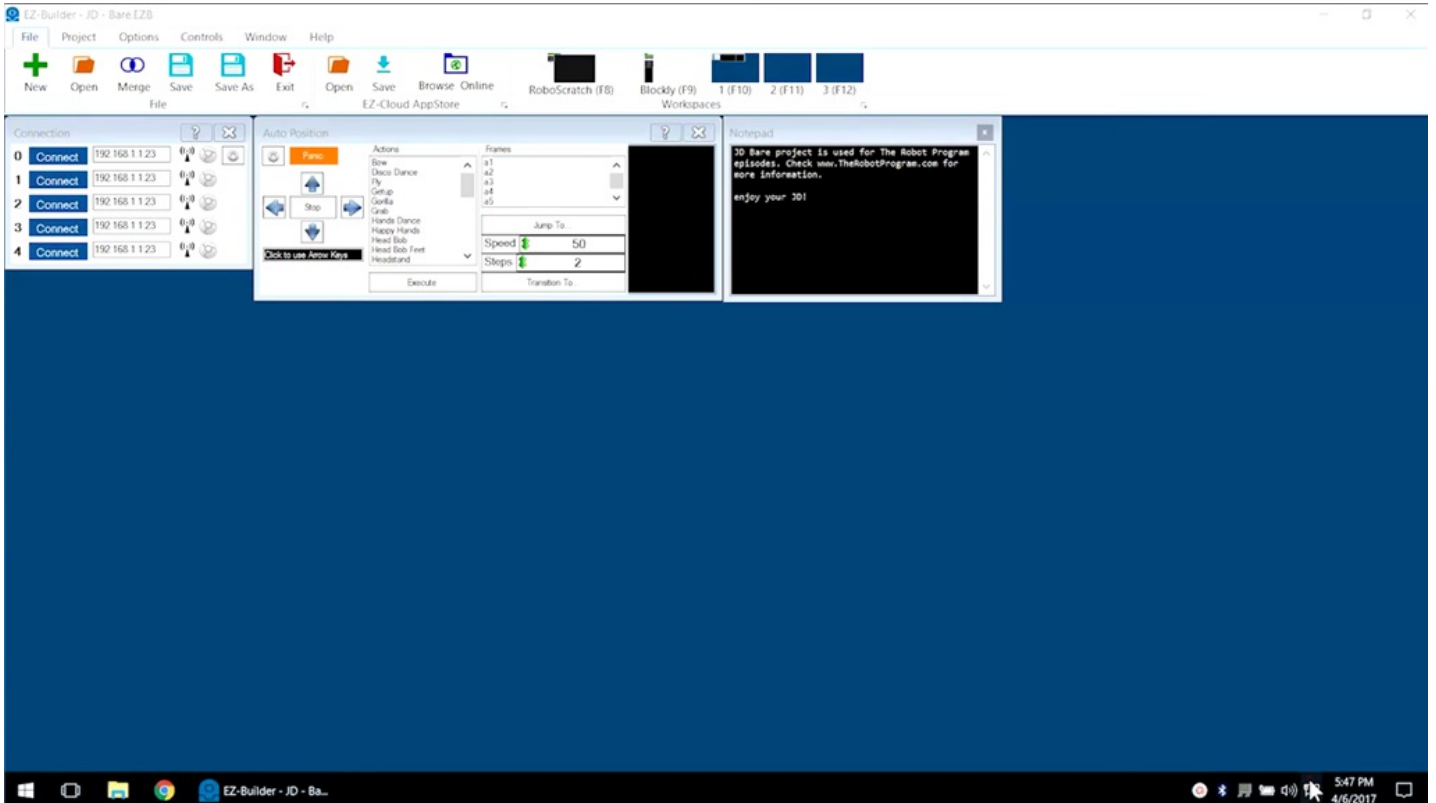 EZ-Builder - JD - Bare.EZB
File Project Options Controls Window Help
New Open Merge Save Save As Exit Open Save Browse Online RoboScratch (F8) Blockly (F9) 1 (F10) 2 (F11) 3 (F12)
File EZ-Cloud AppStore Workspaces
Connection
0 Connect 192.168.1.1:23
1 Connect 192.168.1.1:23
2 Connect 192.168.1.1:23
3 Connect 192.168.1.1:23
4 Connect 192.168.1.1:23
Auto Position
Panic
Stop
Click to use Arrow Keys
Actions
Bow
Disco Dance
Fly
Getup
Gorilla
Grab
Hands Dance
Happy Hands
Head Bob
Head Bob Feet
Headstand
Execute
Frames
a1
a2
a3
a4
a5
Jump To...
Speed 50
Steps 2
Transition To...
Notepad
JD Bare project is used for The Robot Program
episodes. Check www.TheRobotProgram.com for
more information.
enjoy your JD!
EZ-Builder - JD - Ba...
5:47 PM
4/6/2017